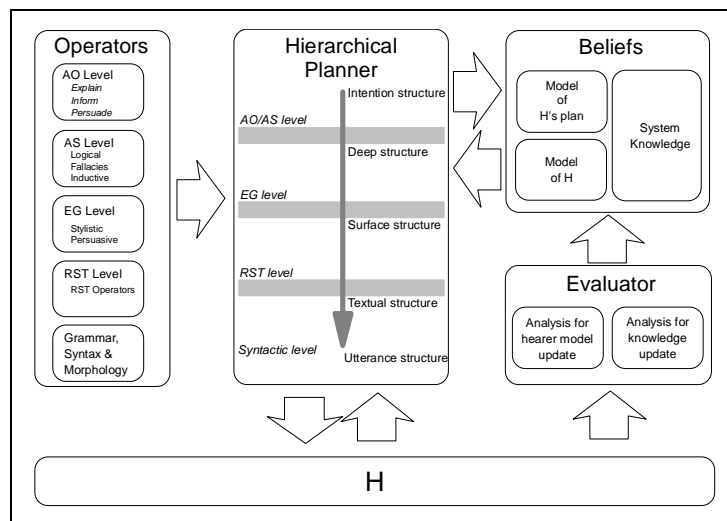 Operators
AO Level
Explain
Inform
Persuade
AS Level
Logical
Fallacies
Inductive
EG Level
Stylistic
Persuasive
RST Level
RST Operators
Grammar,
Syntax &
Morphology
Hierarchical
Planner
Intention structure
AO/AS level
Deep structure
EG level
Surface structure
RST level
Textual structure
Syntactic level
Utterance structure
Beliefs
Model
of
H's plan
Model
of H
System
Knowledge
Evaluator
Analysis for
hearer model
update
Analysis for
knowledge
update
H